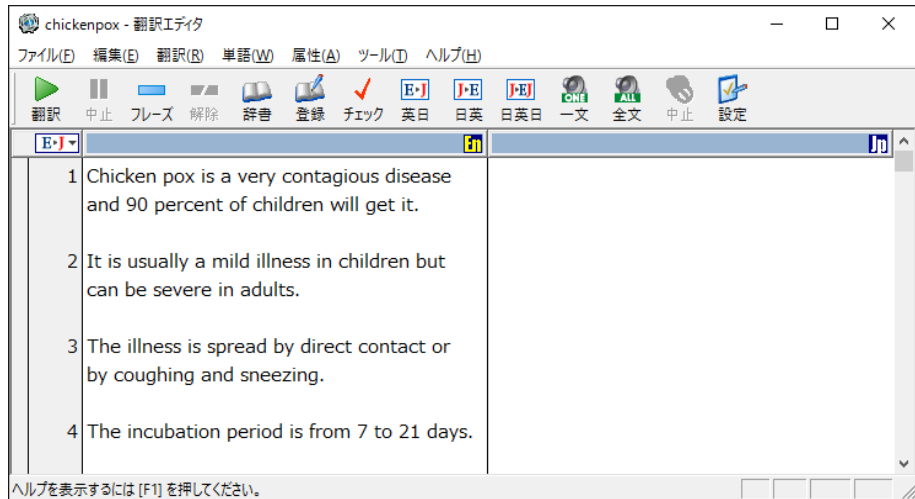 chickenpox - 翻訳エディタ
ファイル(F) 編集(E) 翻訳(R) 単語(W) 属性(A) ツール(T) ヘルプ(H)
E・J J・E J・EJ ONE ALL
翻訳 中止 フレーズ 解除 辞書 登録 チェック 英日 日英 日英日 一文 全文 中止 設定
E・J En Jp
1 Chicken pox is a very contagious disease
and 90 percent of children will get it.
2 It is usually a mild illness in children but
can be severe in adults.
3 The illness is spread by direct contact or
by coughing and sneezing.
4 The incubation period is from 7 to 21 days.
ヘルプを表示するには [F1] を押してください。